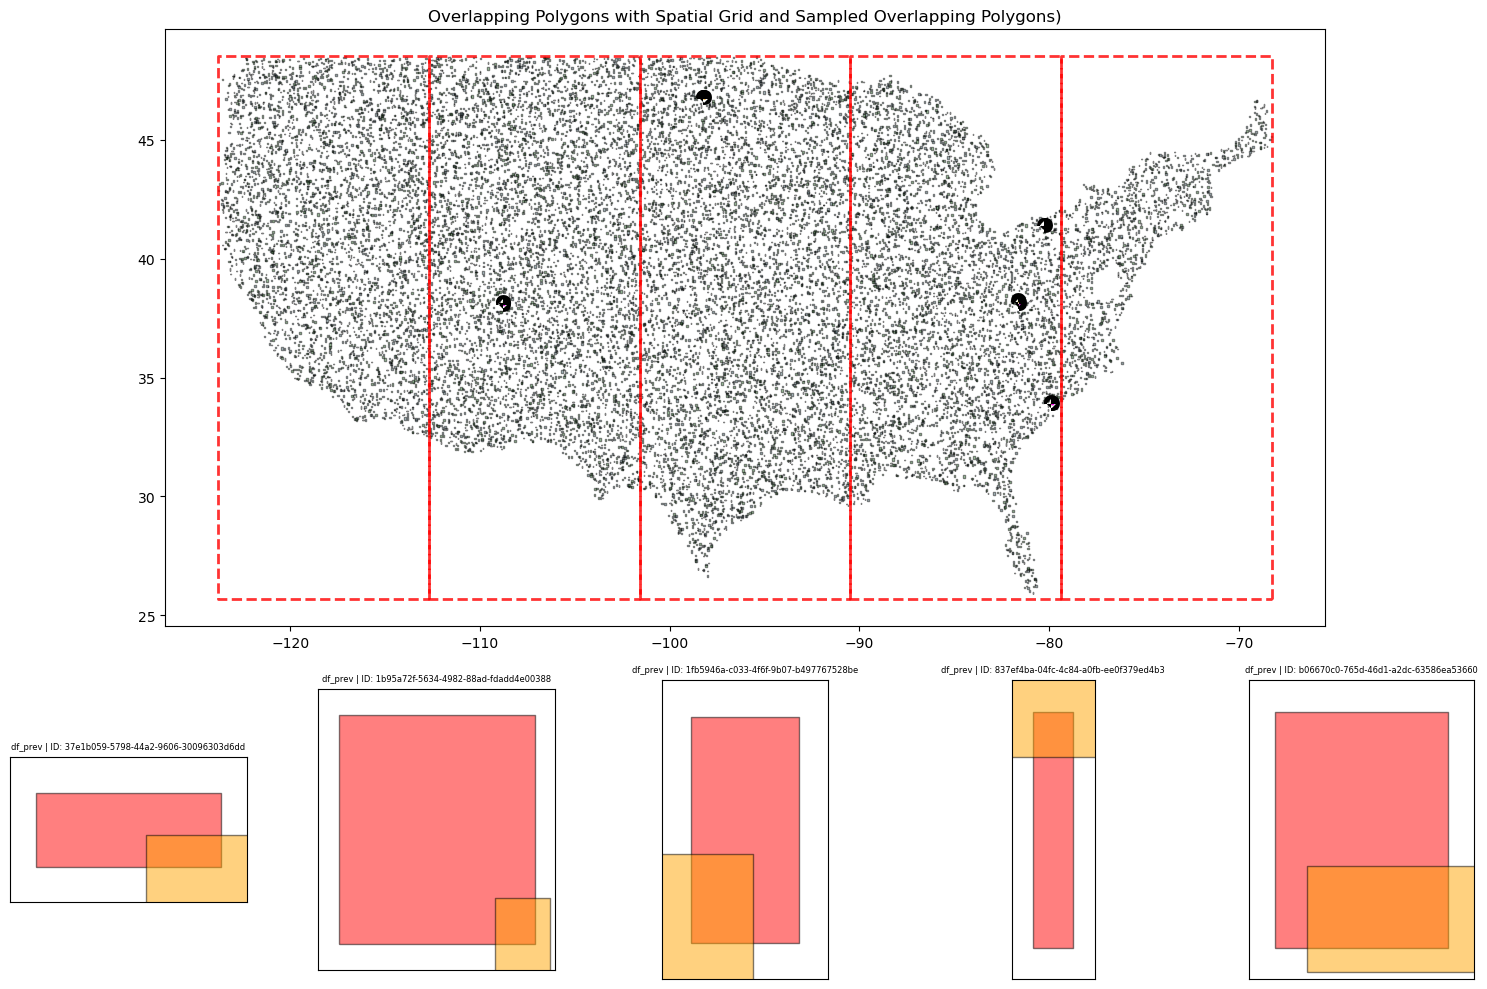 Overlapping Polygons with Spatial Grid and Sampled Overlapping Polygons)
45
40
35
30
25
−120 −110 −100 −90 −80 −70
df_prev | ID: 37e1b059-5798-44a2-9606-30096303d6dd
df_prev | ID: 1b95a72f-5634-4982-88ad-fdadd4e00388
df_prev | ID: 1fb5946a-c033-4f6f-9b07-b497767528be
df_prev | ID: 837ef4ba-04fc-4c84-a0fb-ee0f379ed4b3
df_prev | ID: b06670c0-765d-46d1-a2dc-63586ea53660